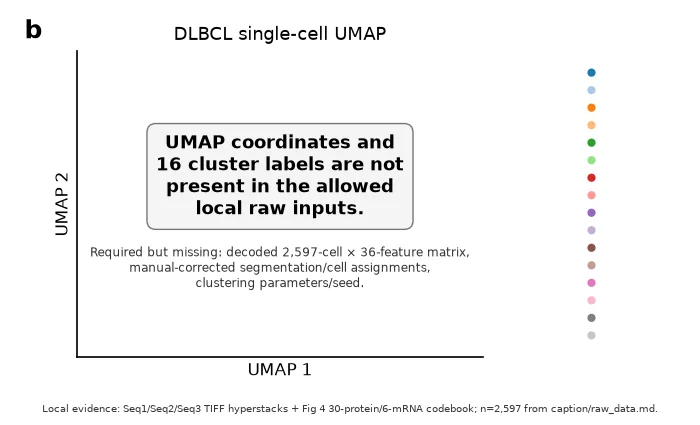 b
DLBCL single-cell UMAP
UMAP 2
UMAP coordinates and
16 cluster labels are not
present in the allowed
local raw inputs.
Required but missing: decoded 2,597-cell × 36-feature matrix,
manual-corrected segmentation/cell assignments,
clustering parameters/seed.
UMAP 1
Local evidence: Seq1/Seq2/Seq3 TIFF hyperstacks + Fig 4 30-protein/6-mRNA codebook; n=2,597 from caption/raw_data.md.